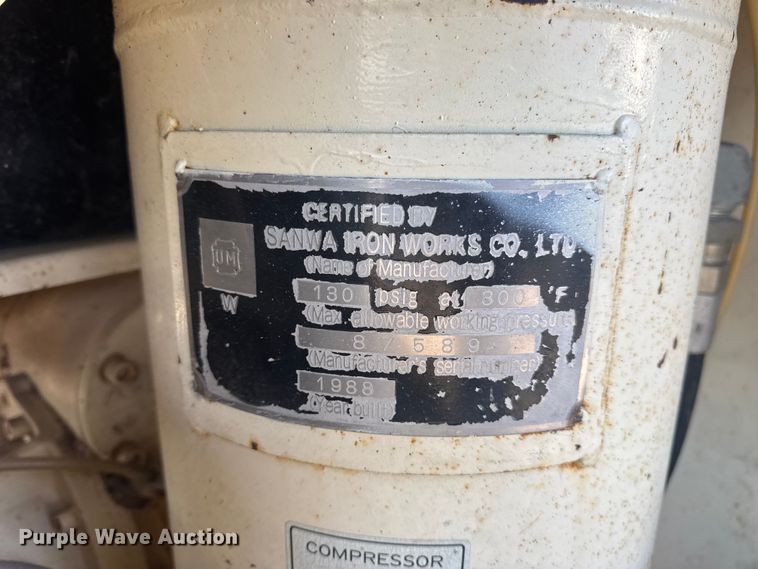 CERTIFIED BY
SANWA IRON WORKS CO. LTD
(Name of Manufacturer)
UM
W
130 psig at 300 °F
(Max. allowable working pressure)
(Manufacturer's serial number)
1988
(Year built)
COMPRESSOR
Purple Wave Auction